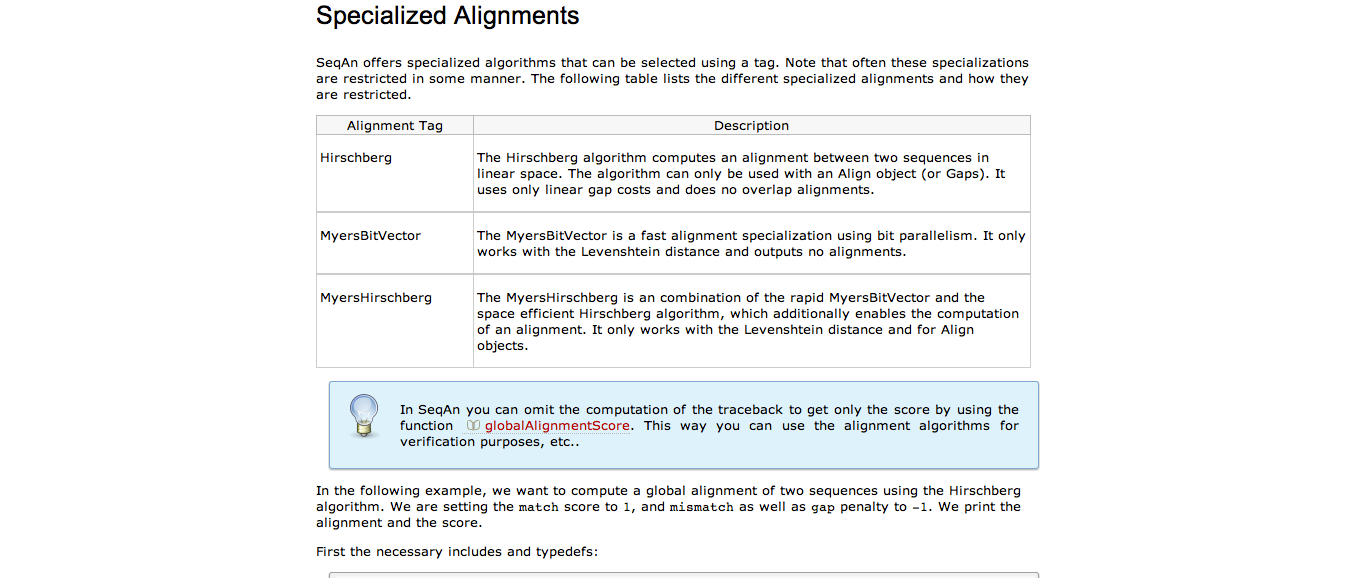 Specialized Alignments
SeqAn offers specialized algorithms that can be selected using a tag. Note that often these specializations
are restricted in some manner. The following table lists the different specialized alignments and how they
are restricted.
Alignment Tag Description
Hirschberg
The Hirschberg algorithm computes an alignment between two sequences in
linear space. The algorithm can only be used with an Align object (or Gaps). It
uses only linear gap costs and does no overlap alignments.
MyersBitVector
The MyersBitVector is a fast alignment specialization using bit parallelism. It only
works with the Levenshtein distance and outputs no alignments.
MyersHirschberg
The MyersHirschberg is an combination of the rapid MyersBitVector and the
space efficient Hirschberg algorithm, which additionally enables the computation
of an alignment. It only works with the Levenshtein distance and for Align
objects.
In SeqAn you can omit the computation of the traceback to get only the score by using the
function globalAlignmentScore. This way you can use the alignment algorithms for
verification purposes, etc..
In the following example, we want to compute a global alignment of two sequences using the Hirschberg
algorithm. We are setting the match score to 1, and mismatch as well as gap penalty to -1. We print the
alignment and the score.
First the necessary includes and typedefs: